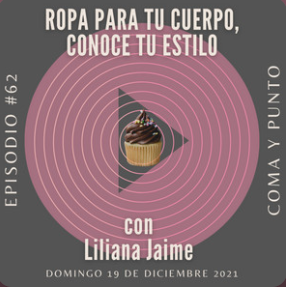 ROPA PARA TU CUERPO,
CONOCE TU ESTILO
EPISODIO #62
COMA Y PUNTO
con
Liliana Jaime
DOMINGO 19 DE DICIEMBRE 2021